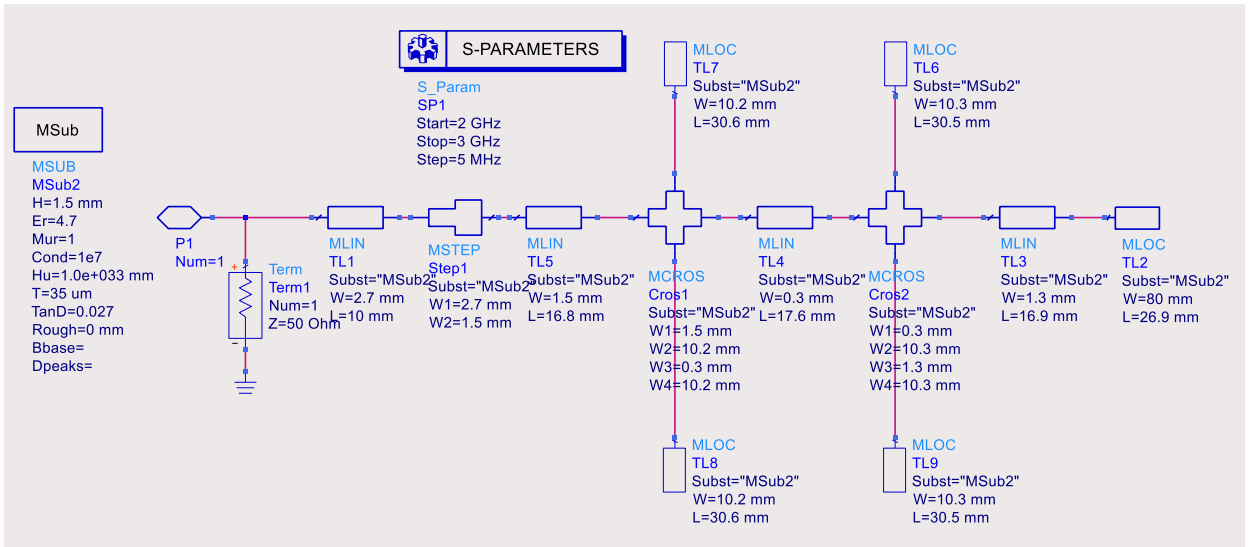 S-PARAMETERS
S_Param
SP1
Start=2 GHz
Stop=3 GHz
Step=5 MHz
MSub
MSUB
MSub2
H=1.5 mm
Er=4.7
Mur=1
Cond=1e7
Hu=1.0e+033 mm
T=35 um
TanD=0.027
Rough=0 mm
Bbase=
Dpeaks=
P1
Num=1
+
-
Term
Term1
Num=1
Z=50 Ohm
MLIN
TL1
Subst="MSub2"
W=2.7 mm
L=10 mm
MSTEP
Step1
Subst="MSub2"
W1=2.7 mm
W2=1.5 mm
MLIN
TL5
Subst="MSub2"
W=1.5 mm
L=16.8 mm
MLOC
TL7
Subst="MSub2"
W=10.2 mm
L=30.6 mm
MCROS
Cros1
Subst="MSub2"
W1=1.5 mm
W2=10.2 mm
W3=0.3 mm
W4=10.2 mm
MLOC
TL8
Subst="MSub2"
W=10.2 mm
L=30.6 mm
MLIN
TL4
Subst="MSub2"
W=0.3 mm
L=17.6 mm
MLOC
TL6
Subst="MSub2"
W=10.3 mm
L=30.5 mm
MCROS
Cros2
Subst="MSub2"
W1=0.3 mm
W2=10.3 mm
W3=1.3 mm
W4=10.3 mm
MLOC
TL9
Subst="MSub2"
W=10.3 mm
L=30.5 mm
MLIN
TL3
Subst="MSub2"
W=1.3 mm
L=16.9 mm
MLOC
TL2
Subst="MSub2"
W=80 mm
L=26.9 mm